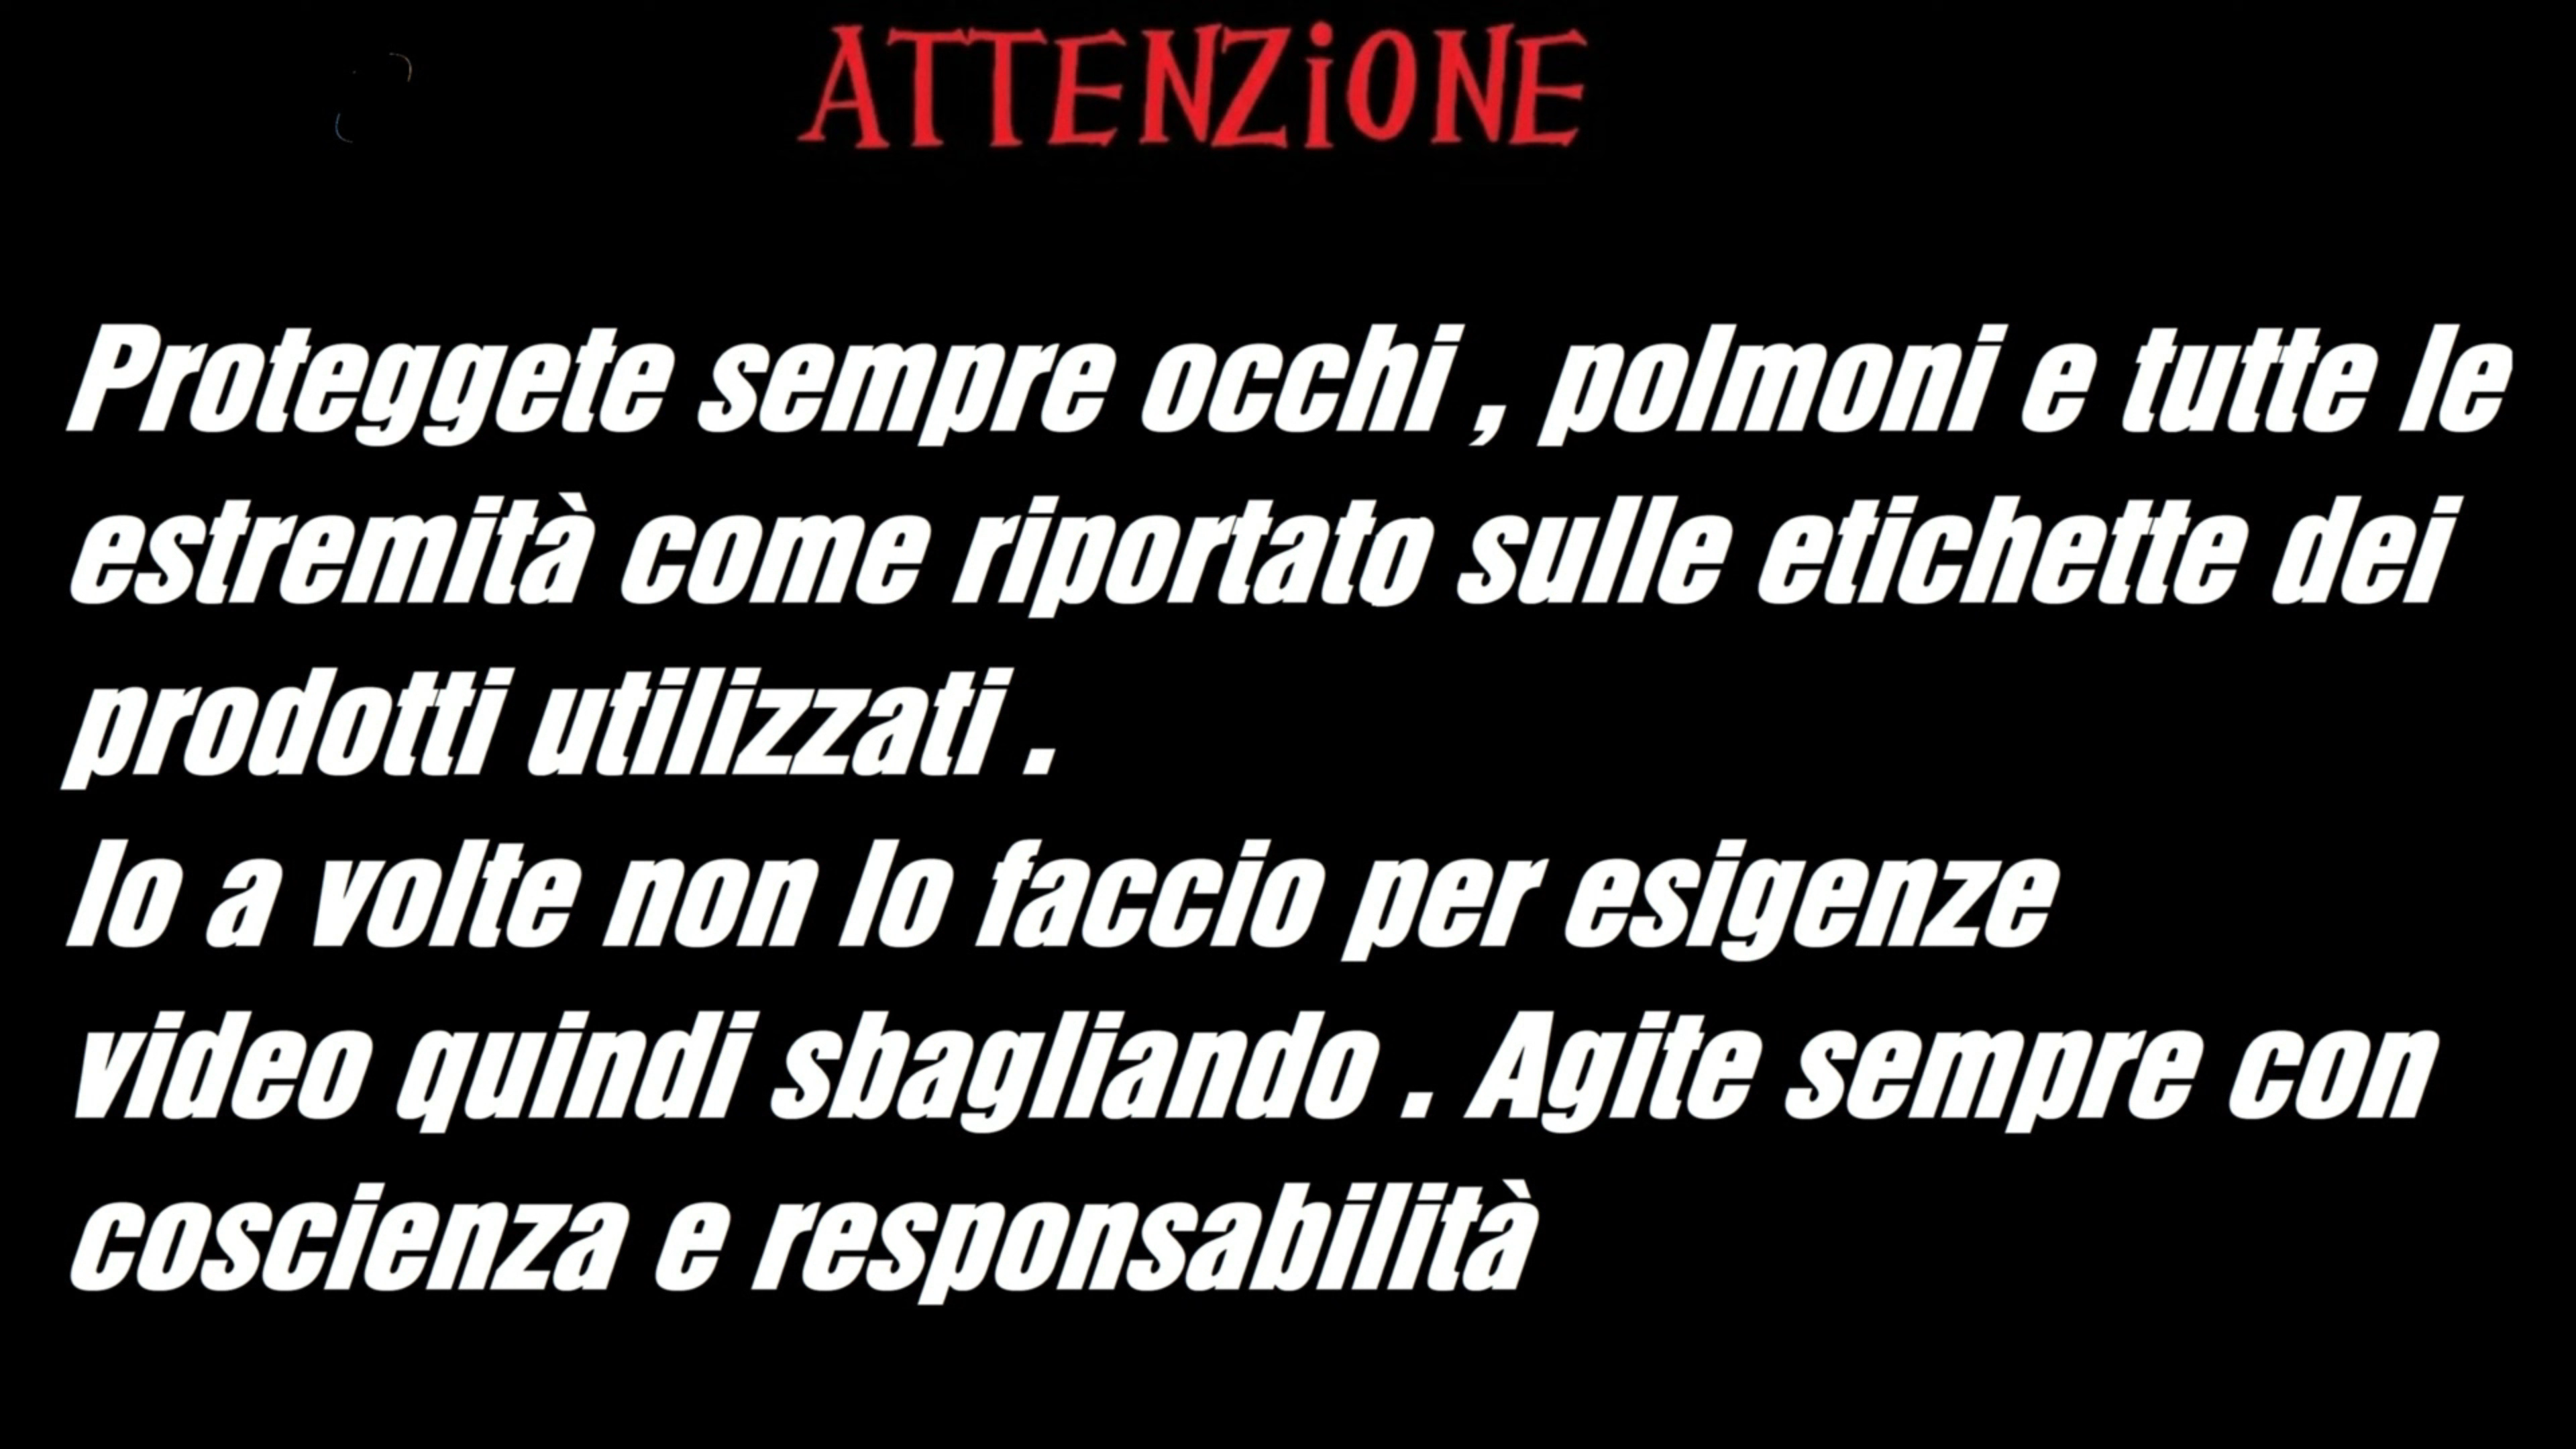 ATTENZiONE
Proteggete sempre occhi , polmoni e tutte le
estremità come riportato sulle etichette dei
prodotti utilizzati .
Io a volte non lo faccio per esigenze
video quindi sbagliando . Agite sempre con
coscienza e responsabilità